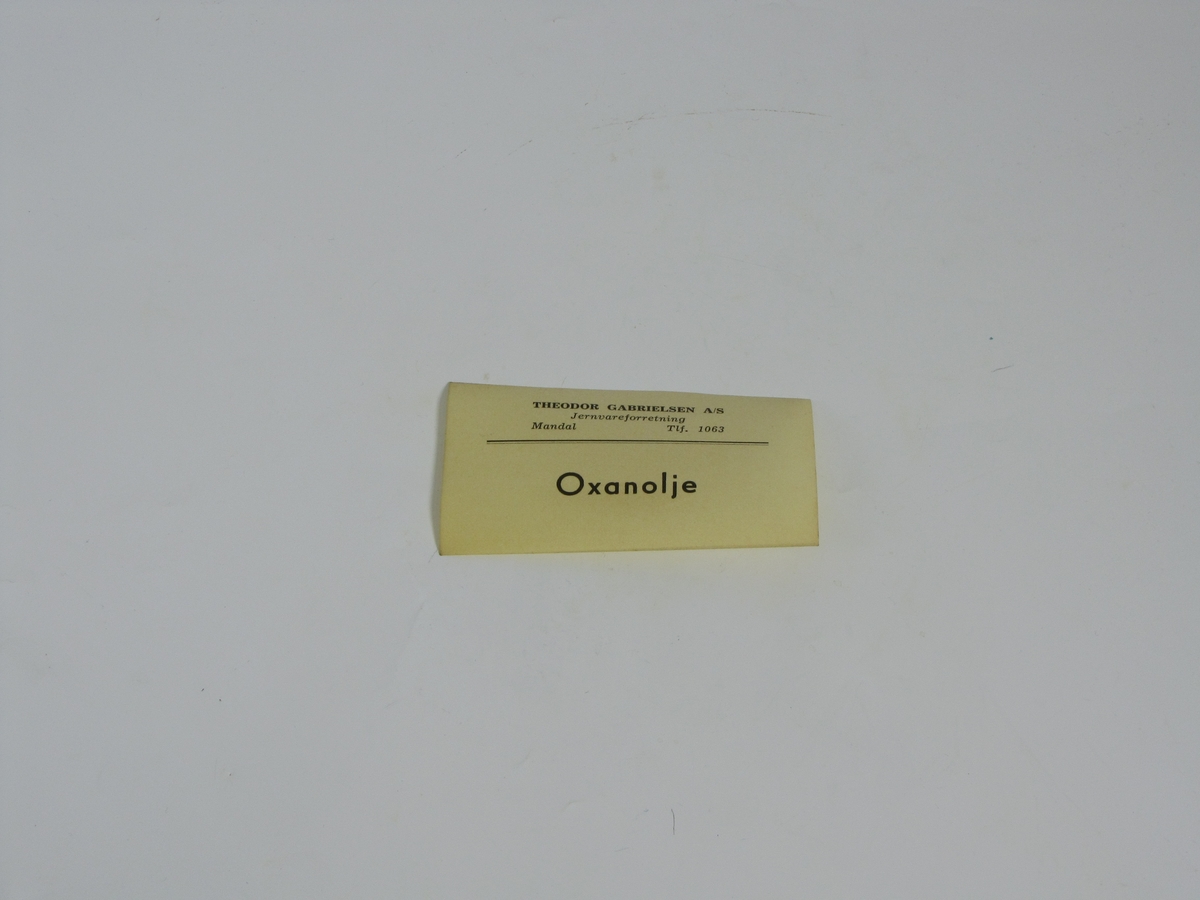 THEODOR GABRIELSEN A/S
Jernvareforretning
Mandal Tlf. 1063
Oxanolje